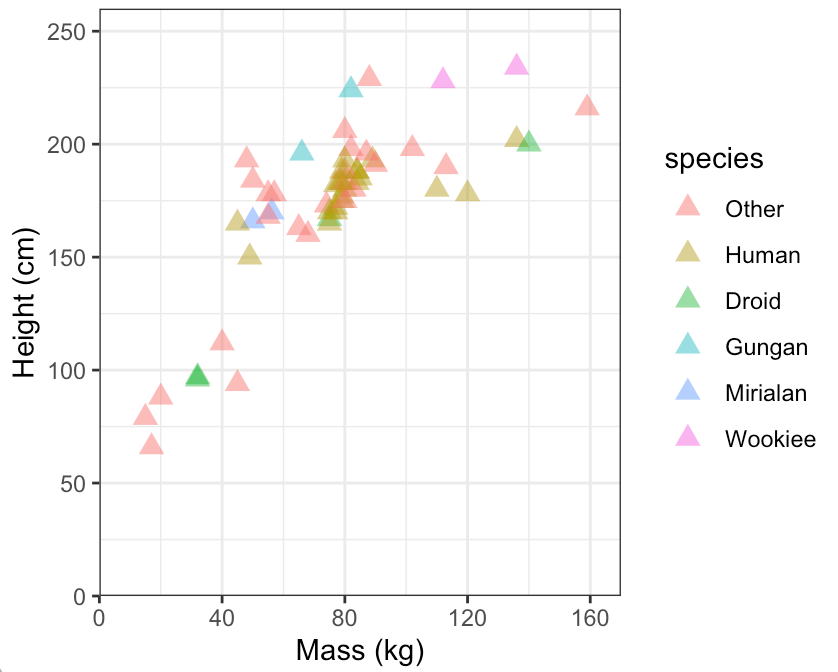 250
200
150
100
50
0
0 40 80 120 160
Height (cm)
Mass (kg)
species
Other
Human
Droid
Gungan
Mirialan
Wookiee